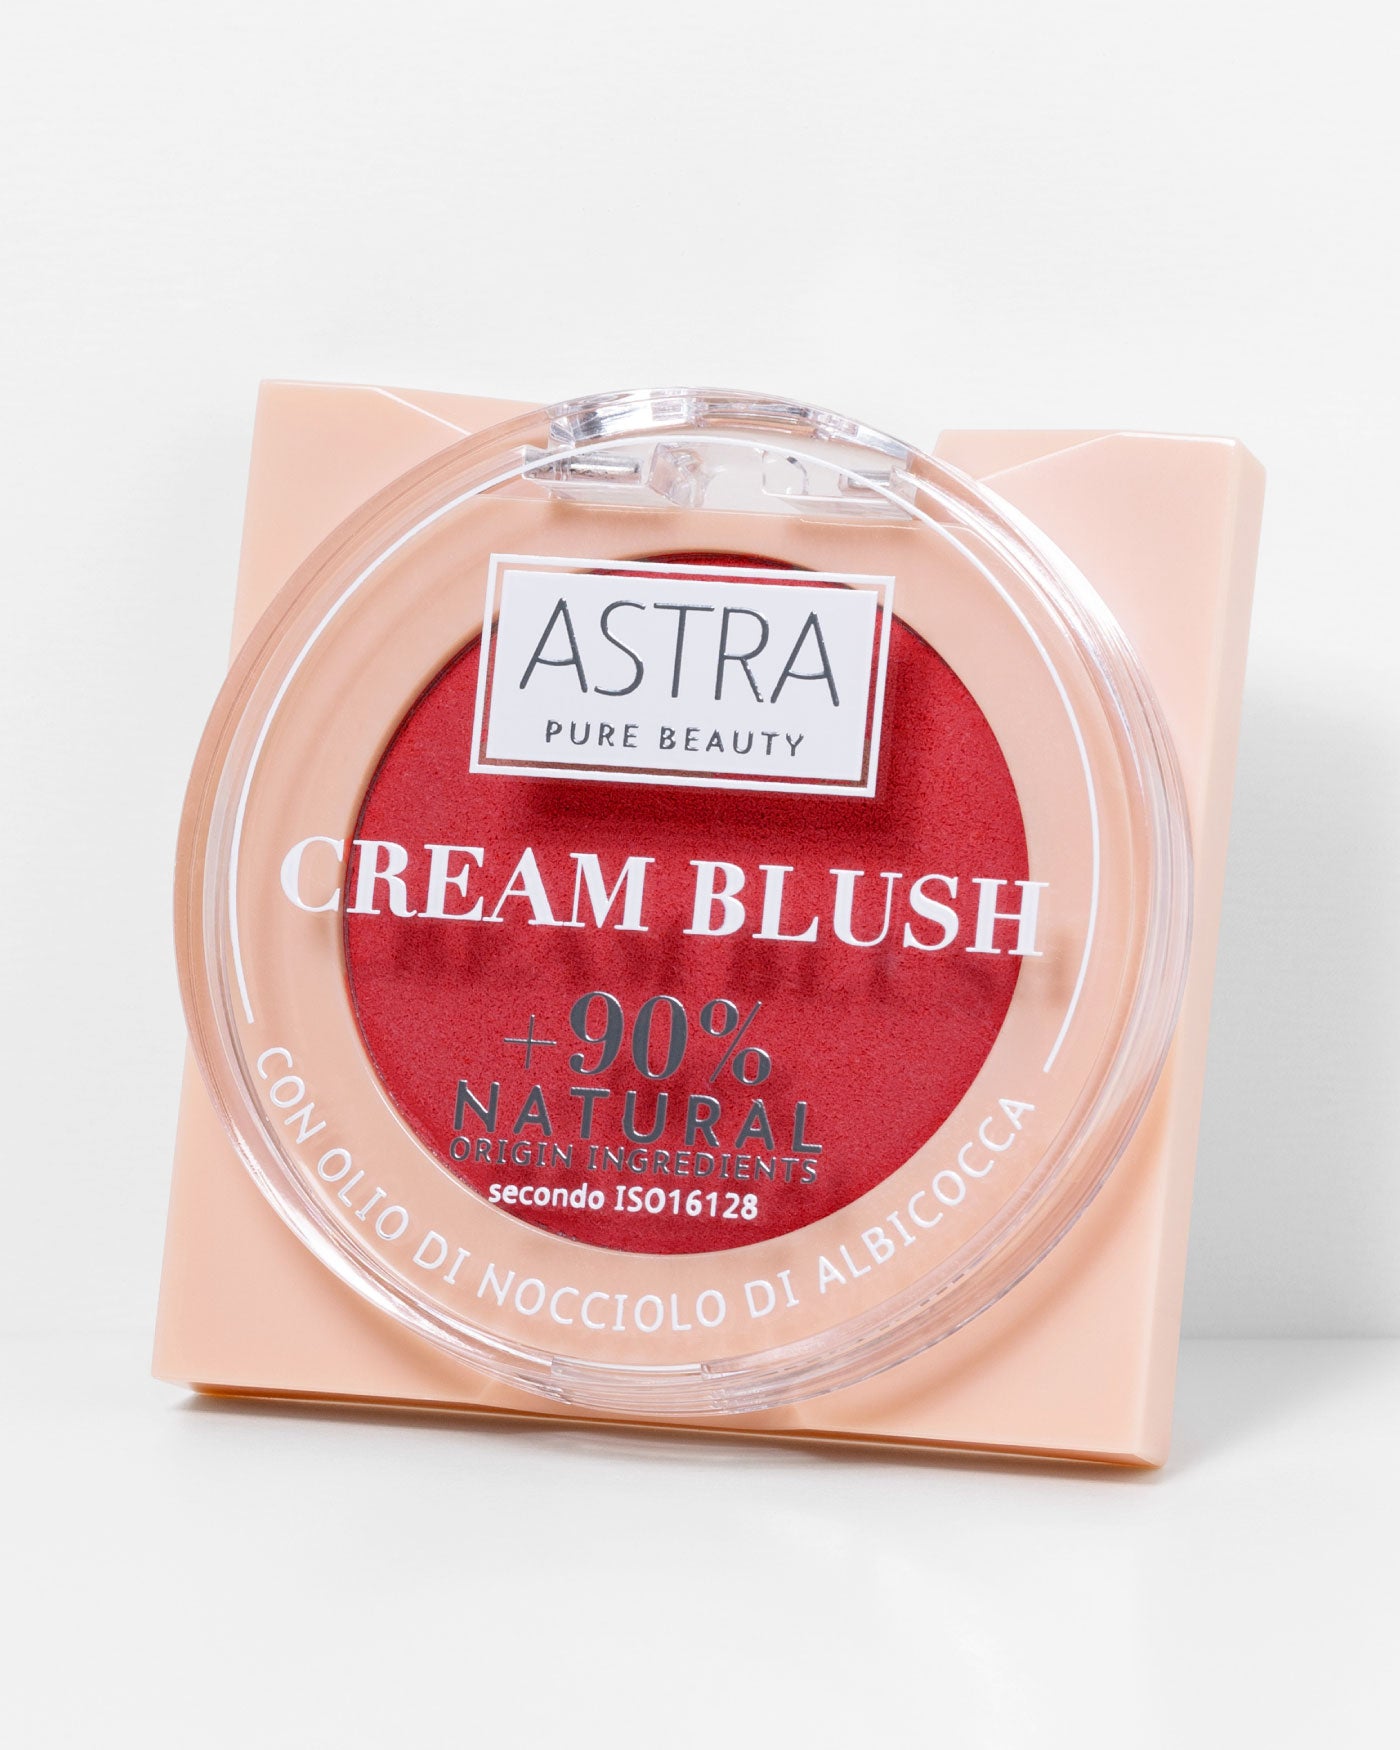 ASTRA
PURE BEAUTY
CREAM BLUSH
+90%
NATURAL
ORIGIN INGREDIENTS
secondo ISO16128
CON OLIO DI NOCCIOLO DI ALBICOCCA